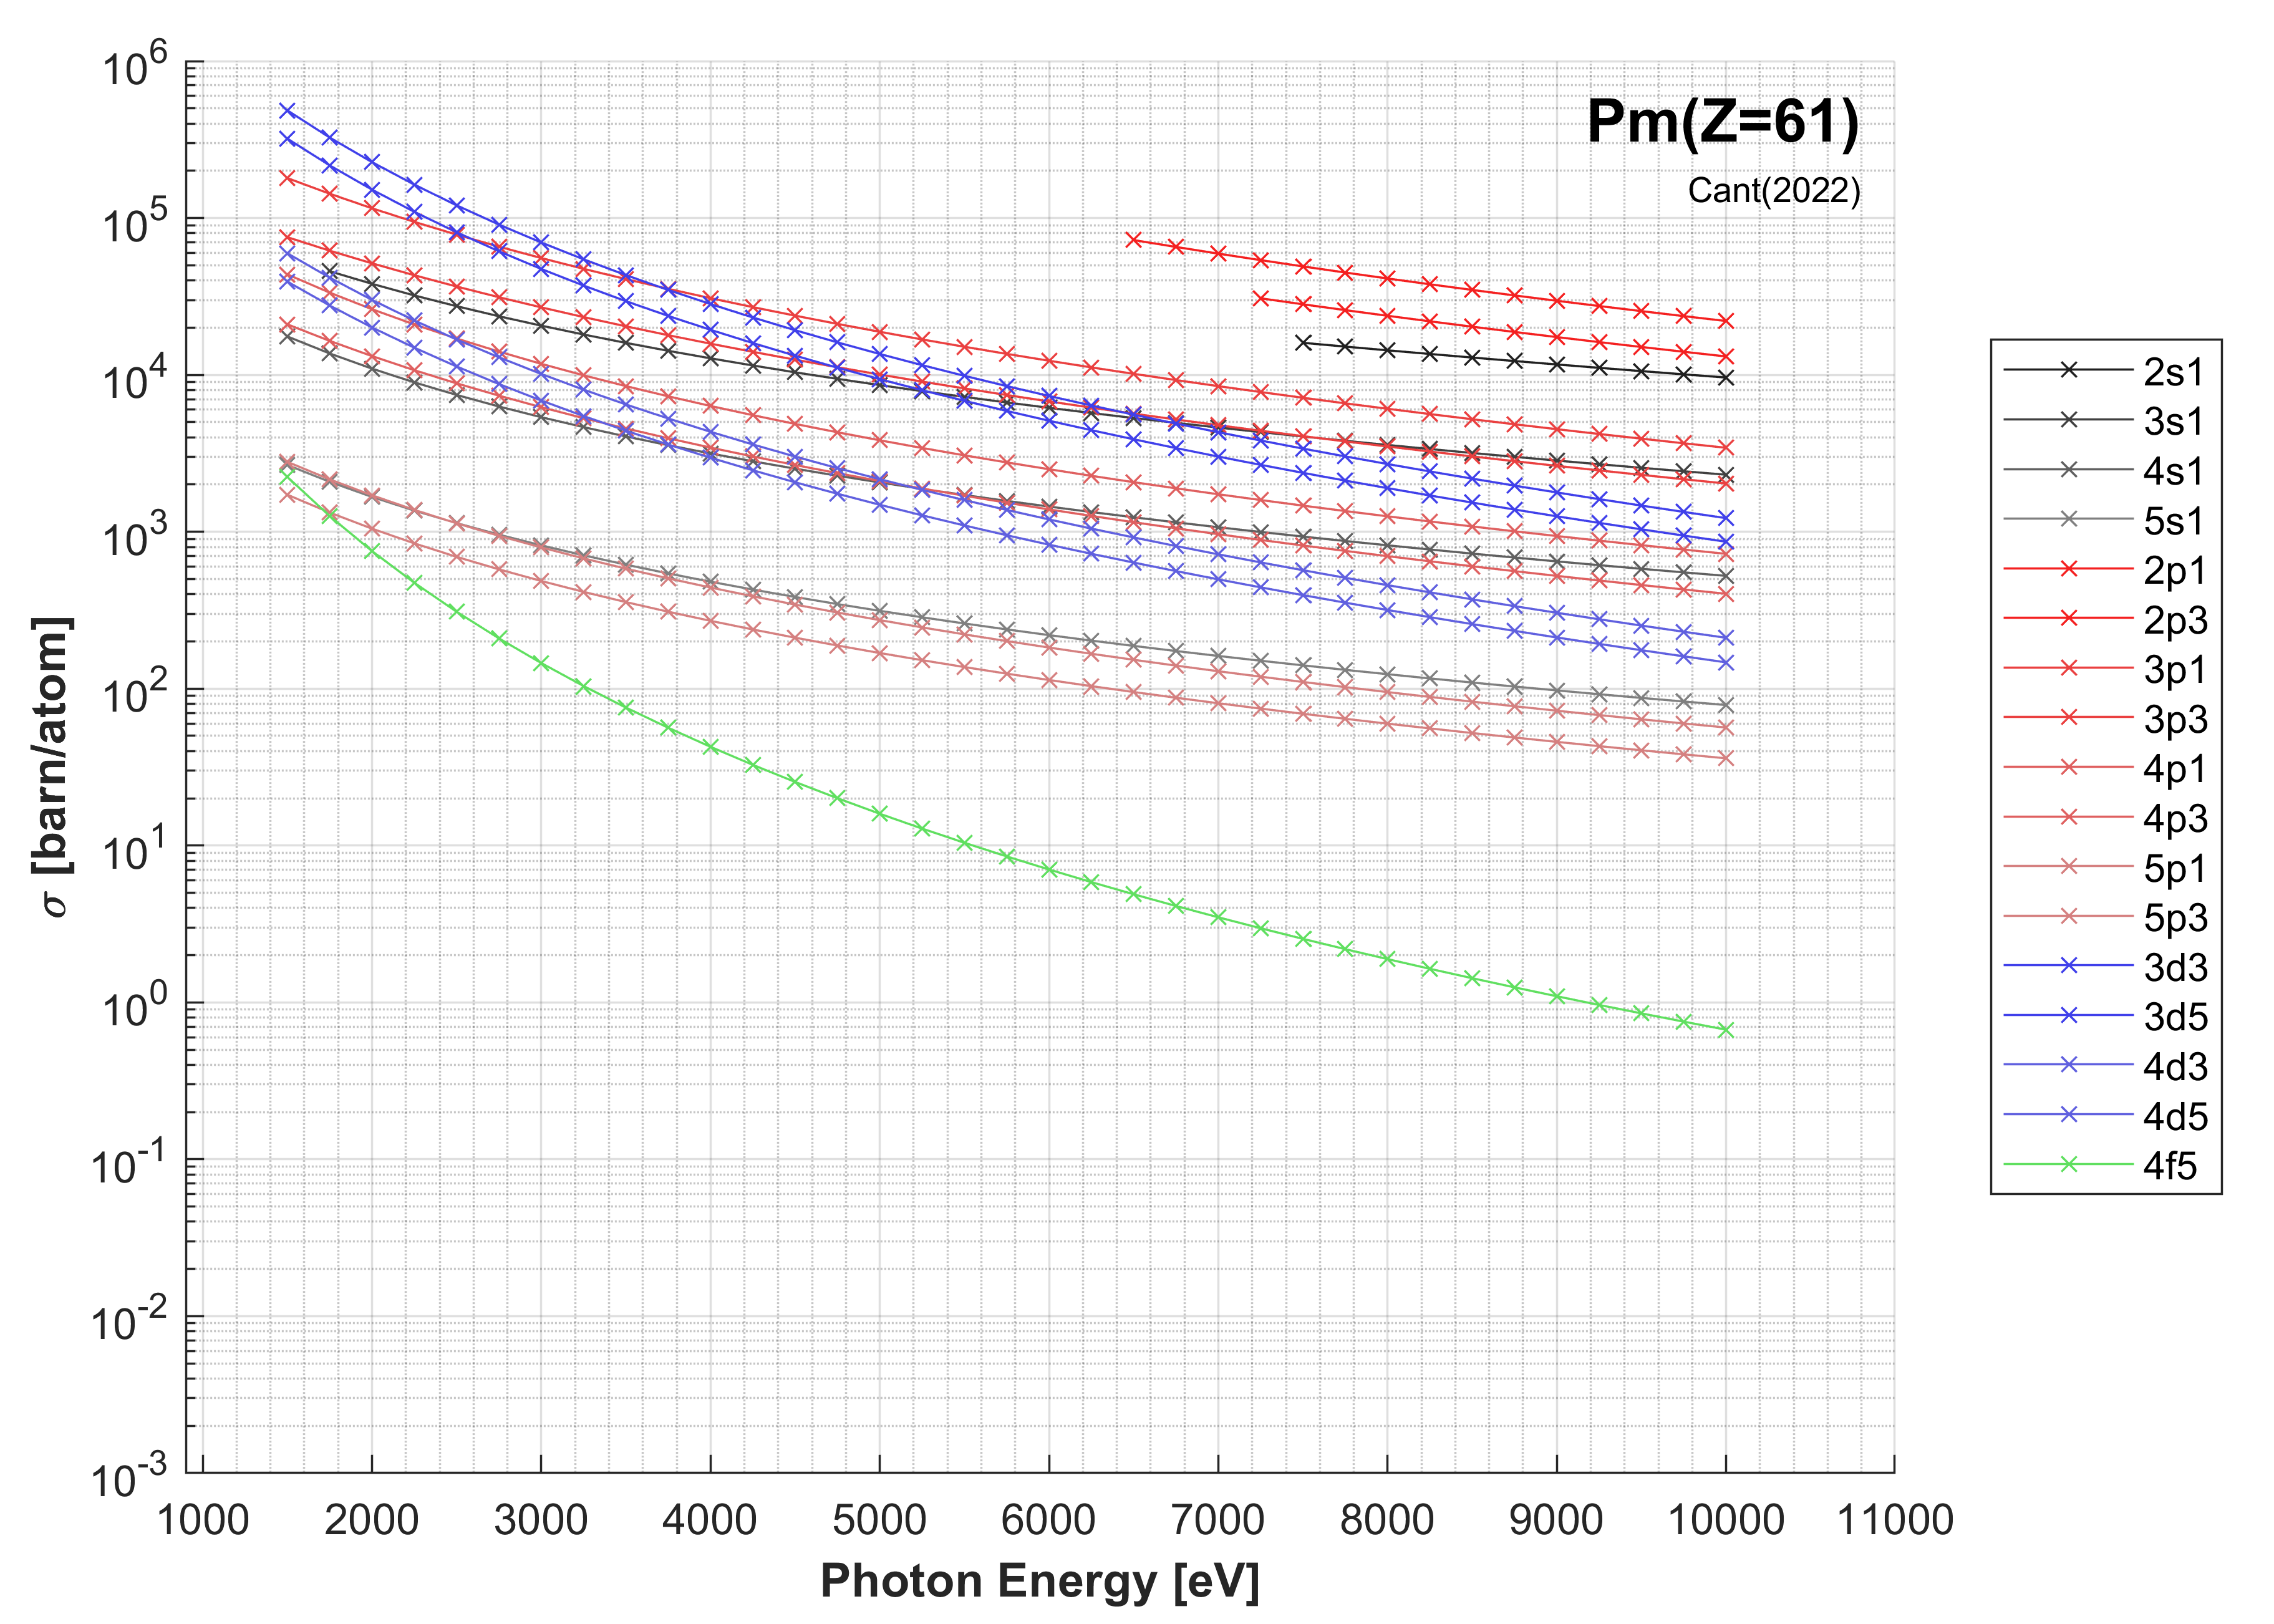 Pm(Z=61)
Cant(2022)
10^6
10^5
10^4
10^3
10^2
10^1
10^0
10^-1
10^-2
10^-3
σ [barn/atom]
1000 2000 3000 4000 5000 6000 7000 8000 9000 10000 11000
Photon Energy [eV]
2s1
3s1
4s1
5s1
2p1
2p3
3p1
3p3
4p1
4p3
5p1
5p3
3d3
3d5
4d3
4d5
4f5